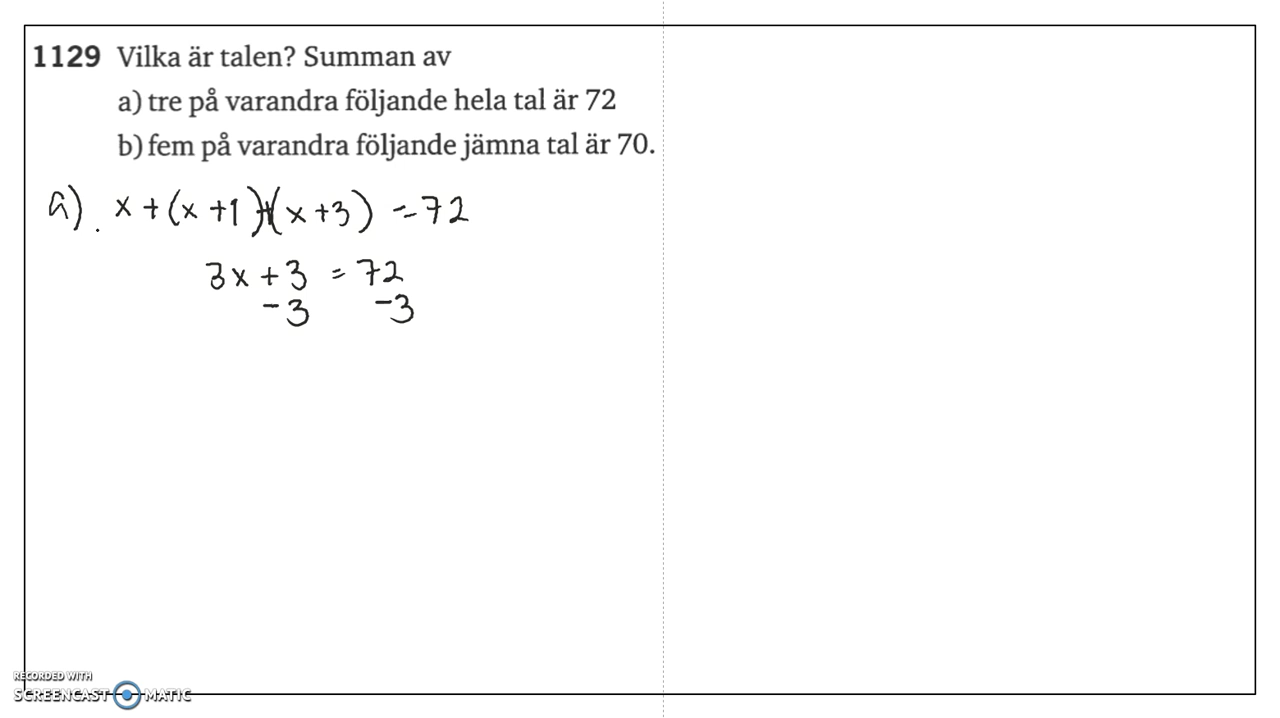 1129 Vilka är talen? Summan av
a) tre på varandra följande hela tal är 72
b) fem på varandra följande jämna tal är 70.
a). x + (x + 1) + (x + 3) = 72
3x + 3 = 72
-3 -3
RECORDED WITH
SCREENCAST MATIC